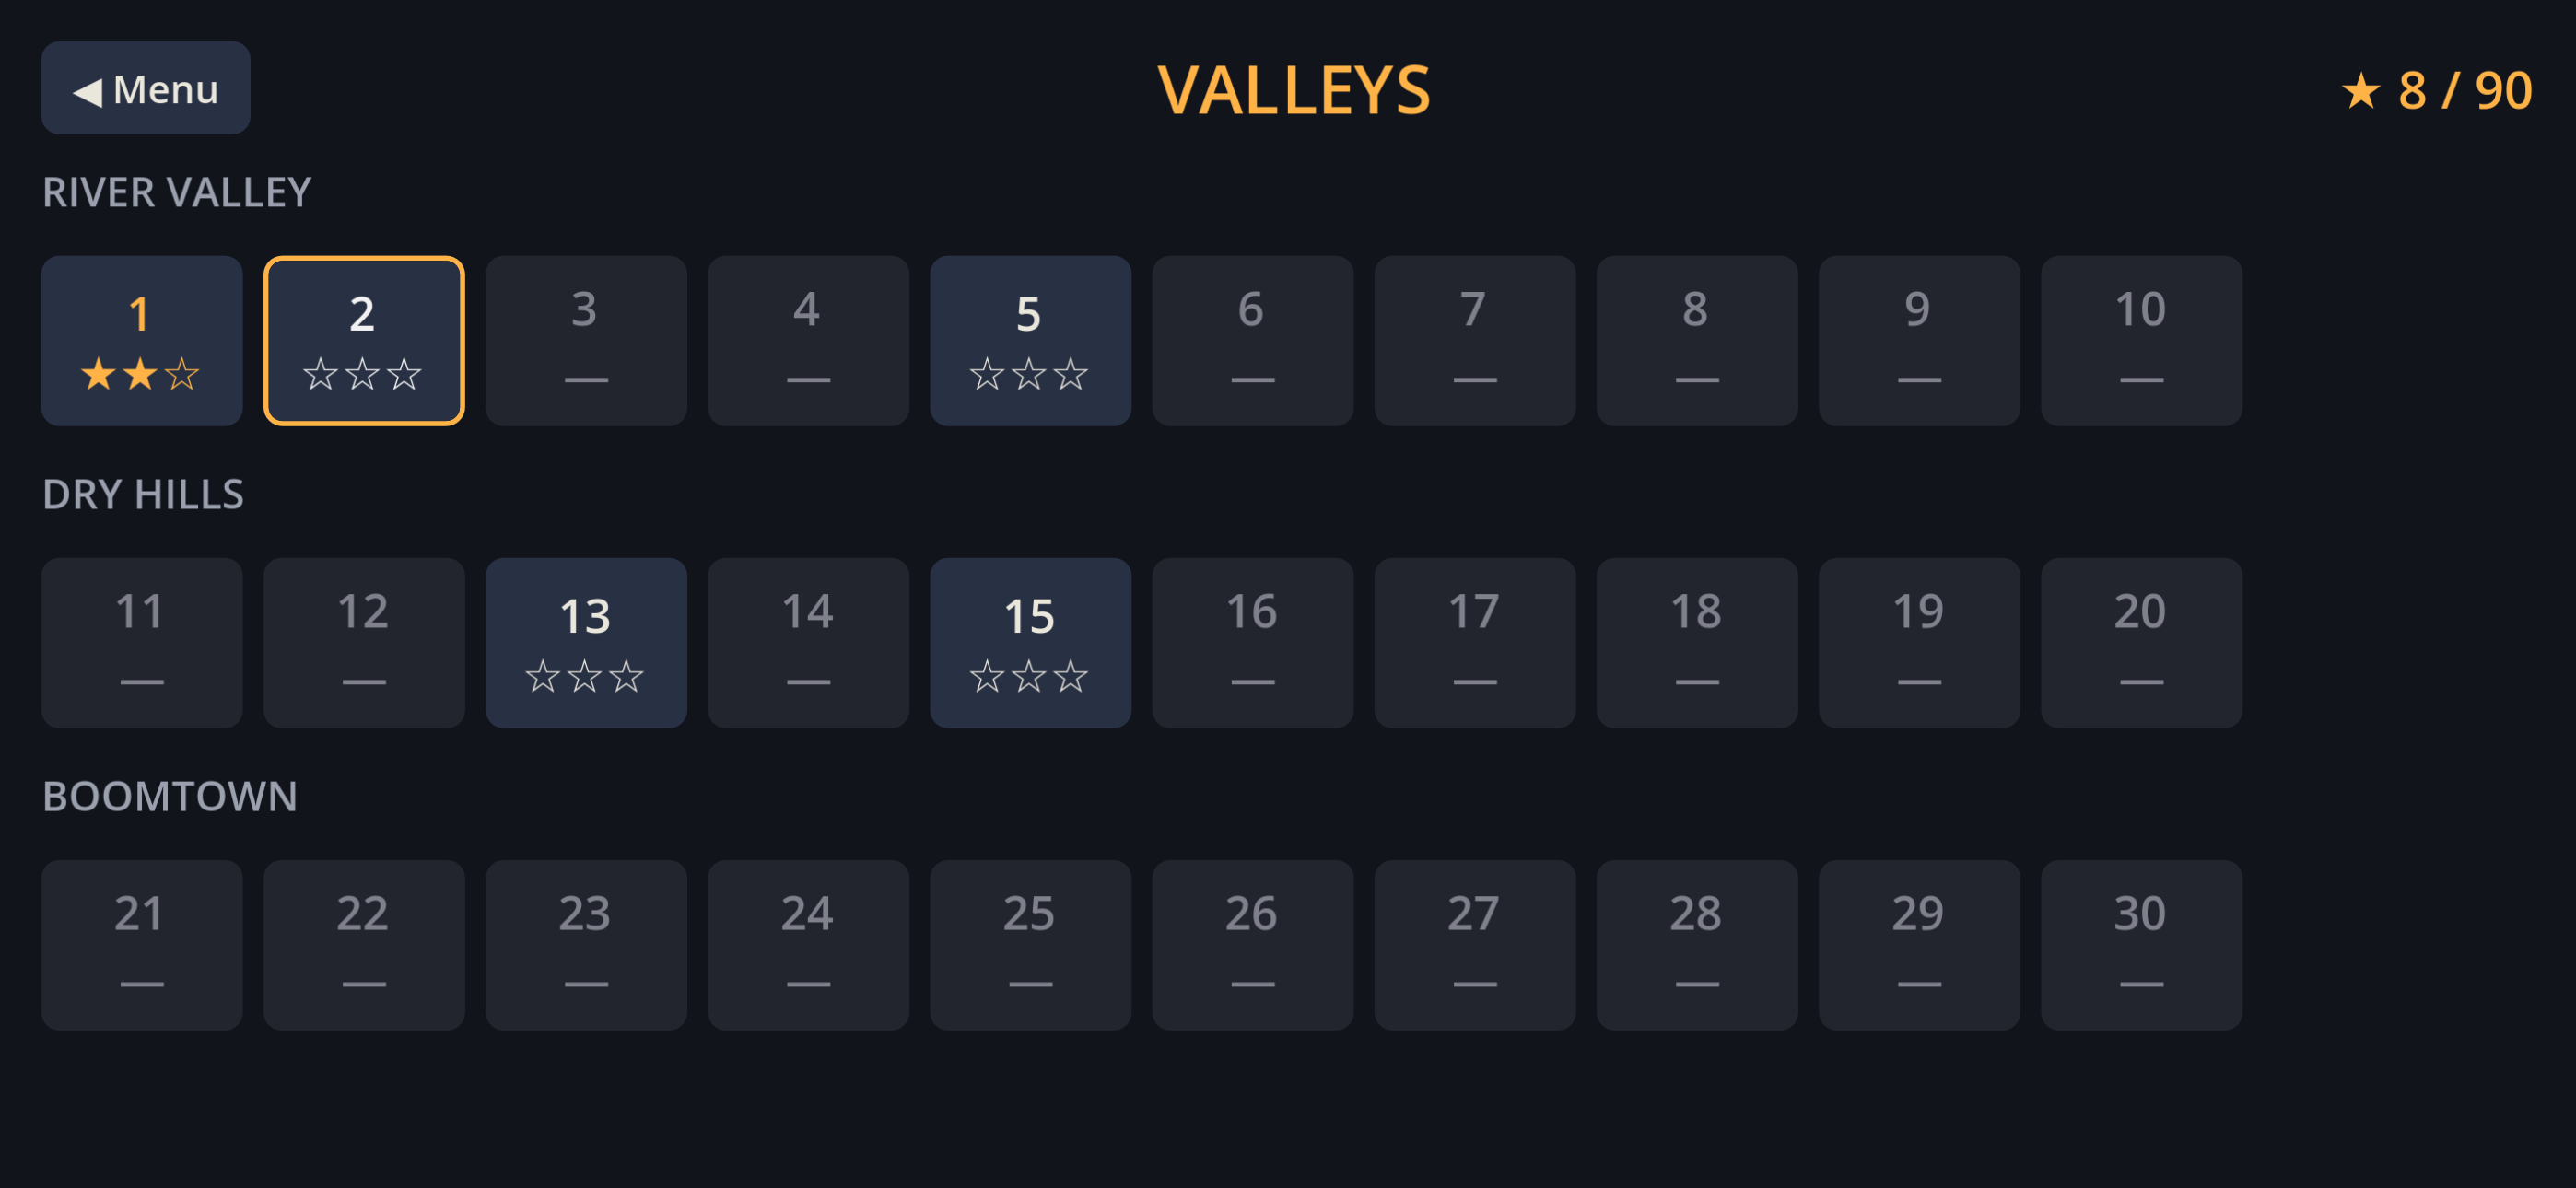 ◀ Menu
VALLEYS
★ 8 / 90
RIVER VALLEY
1 2 3 4 5 6 7 8 9 10
★★☆ ☆☆☆ — — ☆☆☆ — — — — —
DRY HILLS
11 12 13 14 15 16 17 18 19 20
— — ☆☆☆ — ☆☆☆ — — — — —
BOOMTOWN
21 22 23 24 25 26 27 28 29 30
— — — — — — — — — —